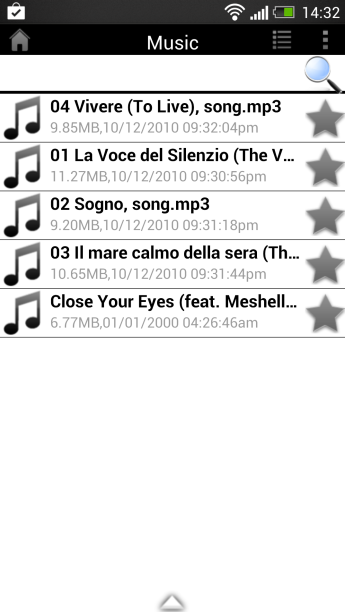 14:32
Music
04 Vivere (To Live), song.mp3
9.85MB,10/12/2010 09:32:04pm
01 La Voce del Silenzio (The V...
11.27MB,10/12/2010 09:30:56pm
02 Sogno, song.mp3
9.20MB,10/12/2010 09:31:18pm
03 Il mare calmo della sera (Th...
10.65MB,10/12/2010 09:31:44pm
Close Your Eyes (feat. Meshell...
6.77MB,01/01/2000 04:26:46am